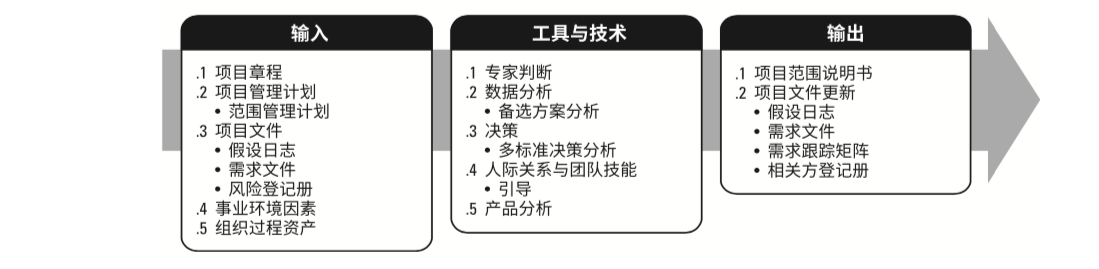 输入
.1 项目章程
.2 项目管理计划
• 范围管理计划
.3 项目文件
• 假设日志
• 需求文件
• 风险登记册
.4 事业环境因素
.5 组织过程资产
工具与技术
.1 专家判断
.2 数据分析
• 备选方案分析
.3 决策
• 多标准决策分析
.4 人际关系与团队技能
• 引导
.5 产品分析
输出
.1 项目范围说明书
.2 项目文件更新
• 假设日志
• 需求文件
• 需求跟踪矩阵
• 相关方登记册